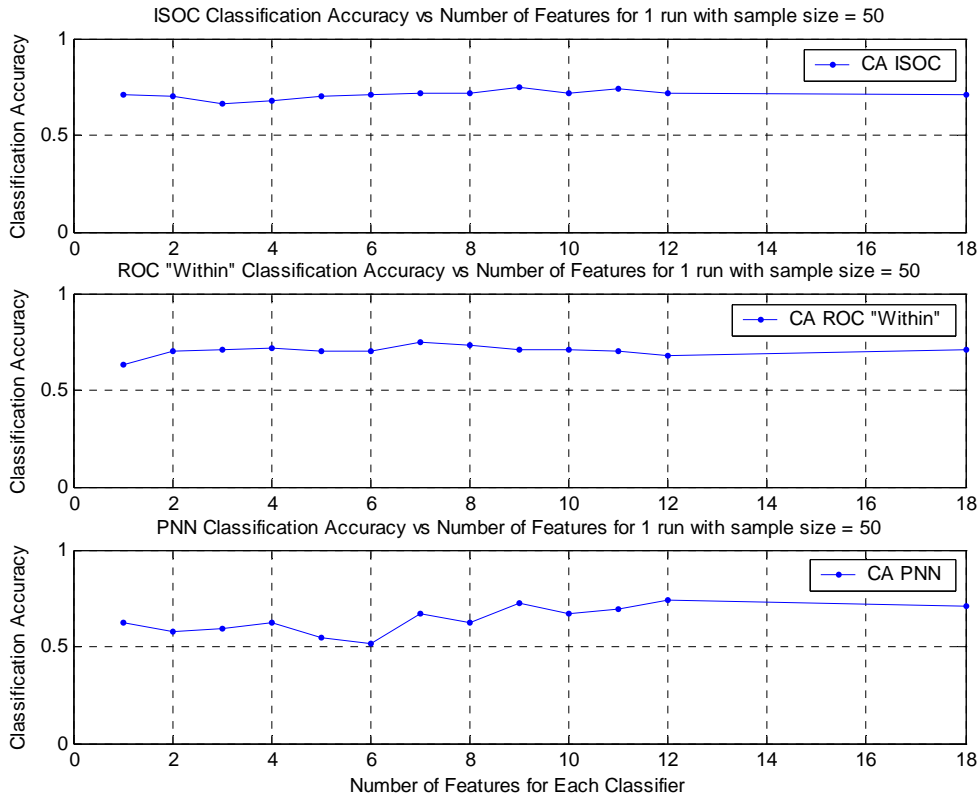 ISOC Classification Accuracy vs Number of Features for 1 run with sample size = 50
Classification Accuracy
1
0.5
0
CA ISOC
0 2 4 6 8 10 12 14 16 18
ROC "Within" Classification Accuracy vs Number of Features for 1 run with sample size = 50
Classification Accuracy
1
0.5
0
CA ROC "Within"
0 2 4 6 8 10 12 14 16 18
PNN Classification Accuracy vs Number of Features for 1 run with sample size = 50
Classification Accuracy
1
0.5
0
CA PNN
0 2 4 6 8 10 12 14 16 18
Number of Features for Each Classifier